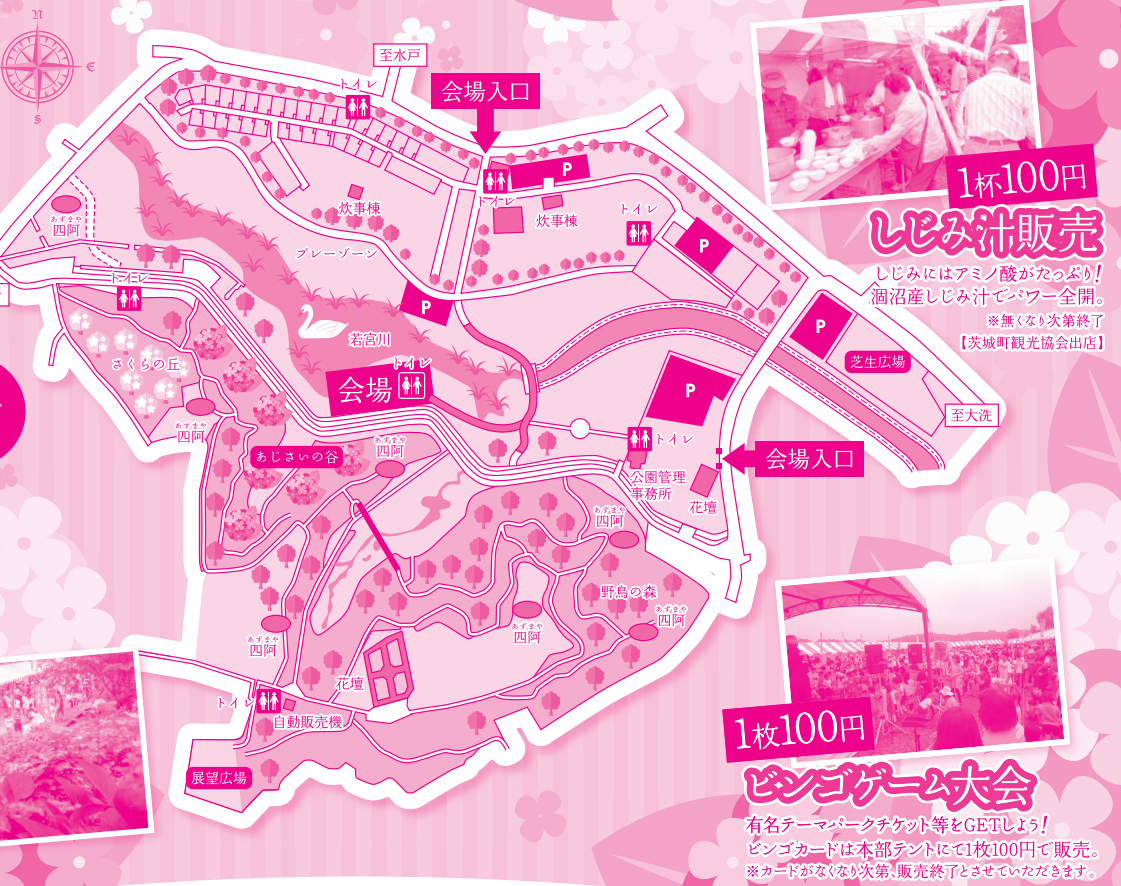 N
E
S
至水戸
会場入口
トイレ
トイレ
P
炊事棟
炊事棟
トイレ
P
あずまや
四阿
プレーゾーン
トイレ
P
若宮川
P
芝生広場
至大洗
さくらの丘
会場
トイレ
P
あずまや
四阿
あじさいの谷
あずまや
四阿
トイレ
会場入口
公園管理
事務所
花壇
あずまや
四阿
野鳥の森
あずまや
四阿
あずまや
四阿
あずまや
四阿
花壇
トイレ
自動販売機
展望広場
1杯100円
しじみ汁販売
しじみにはアミノ酸がたっぷり!
涸沼産しじみ汁でパワー全開。
※無くなり次第終了
【茨城町観光協会出店】
1枚100円
ビンゴゲーム大会
有名テーマパークチケット等をGETしよう!
ビンゴカードは本部テントにて1枚100円で販売。
※カードがなくなり次第、販売終了とさせていただきます。